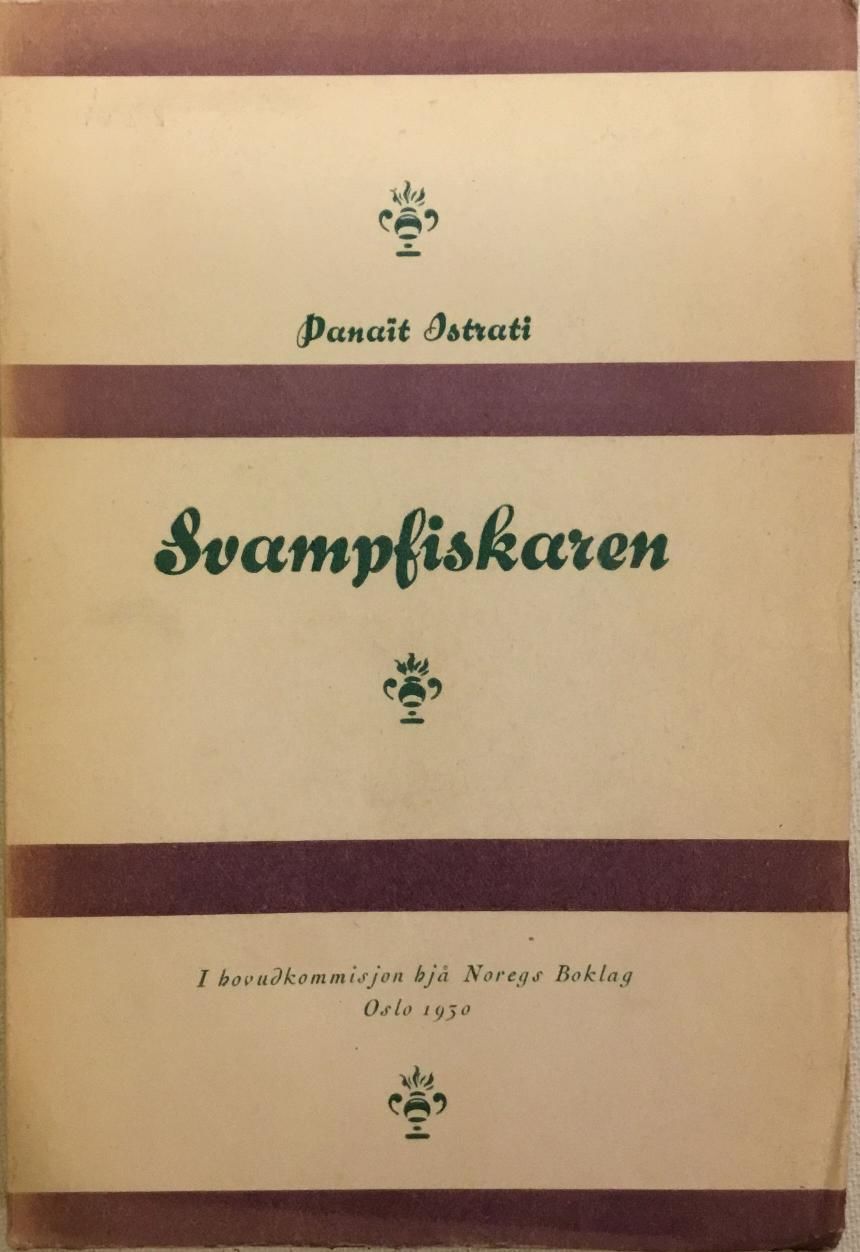 Panaït Istrati
Svampfiskaren
I hovudkommisjon hjå Noregs Boklag
Oslo 1930